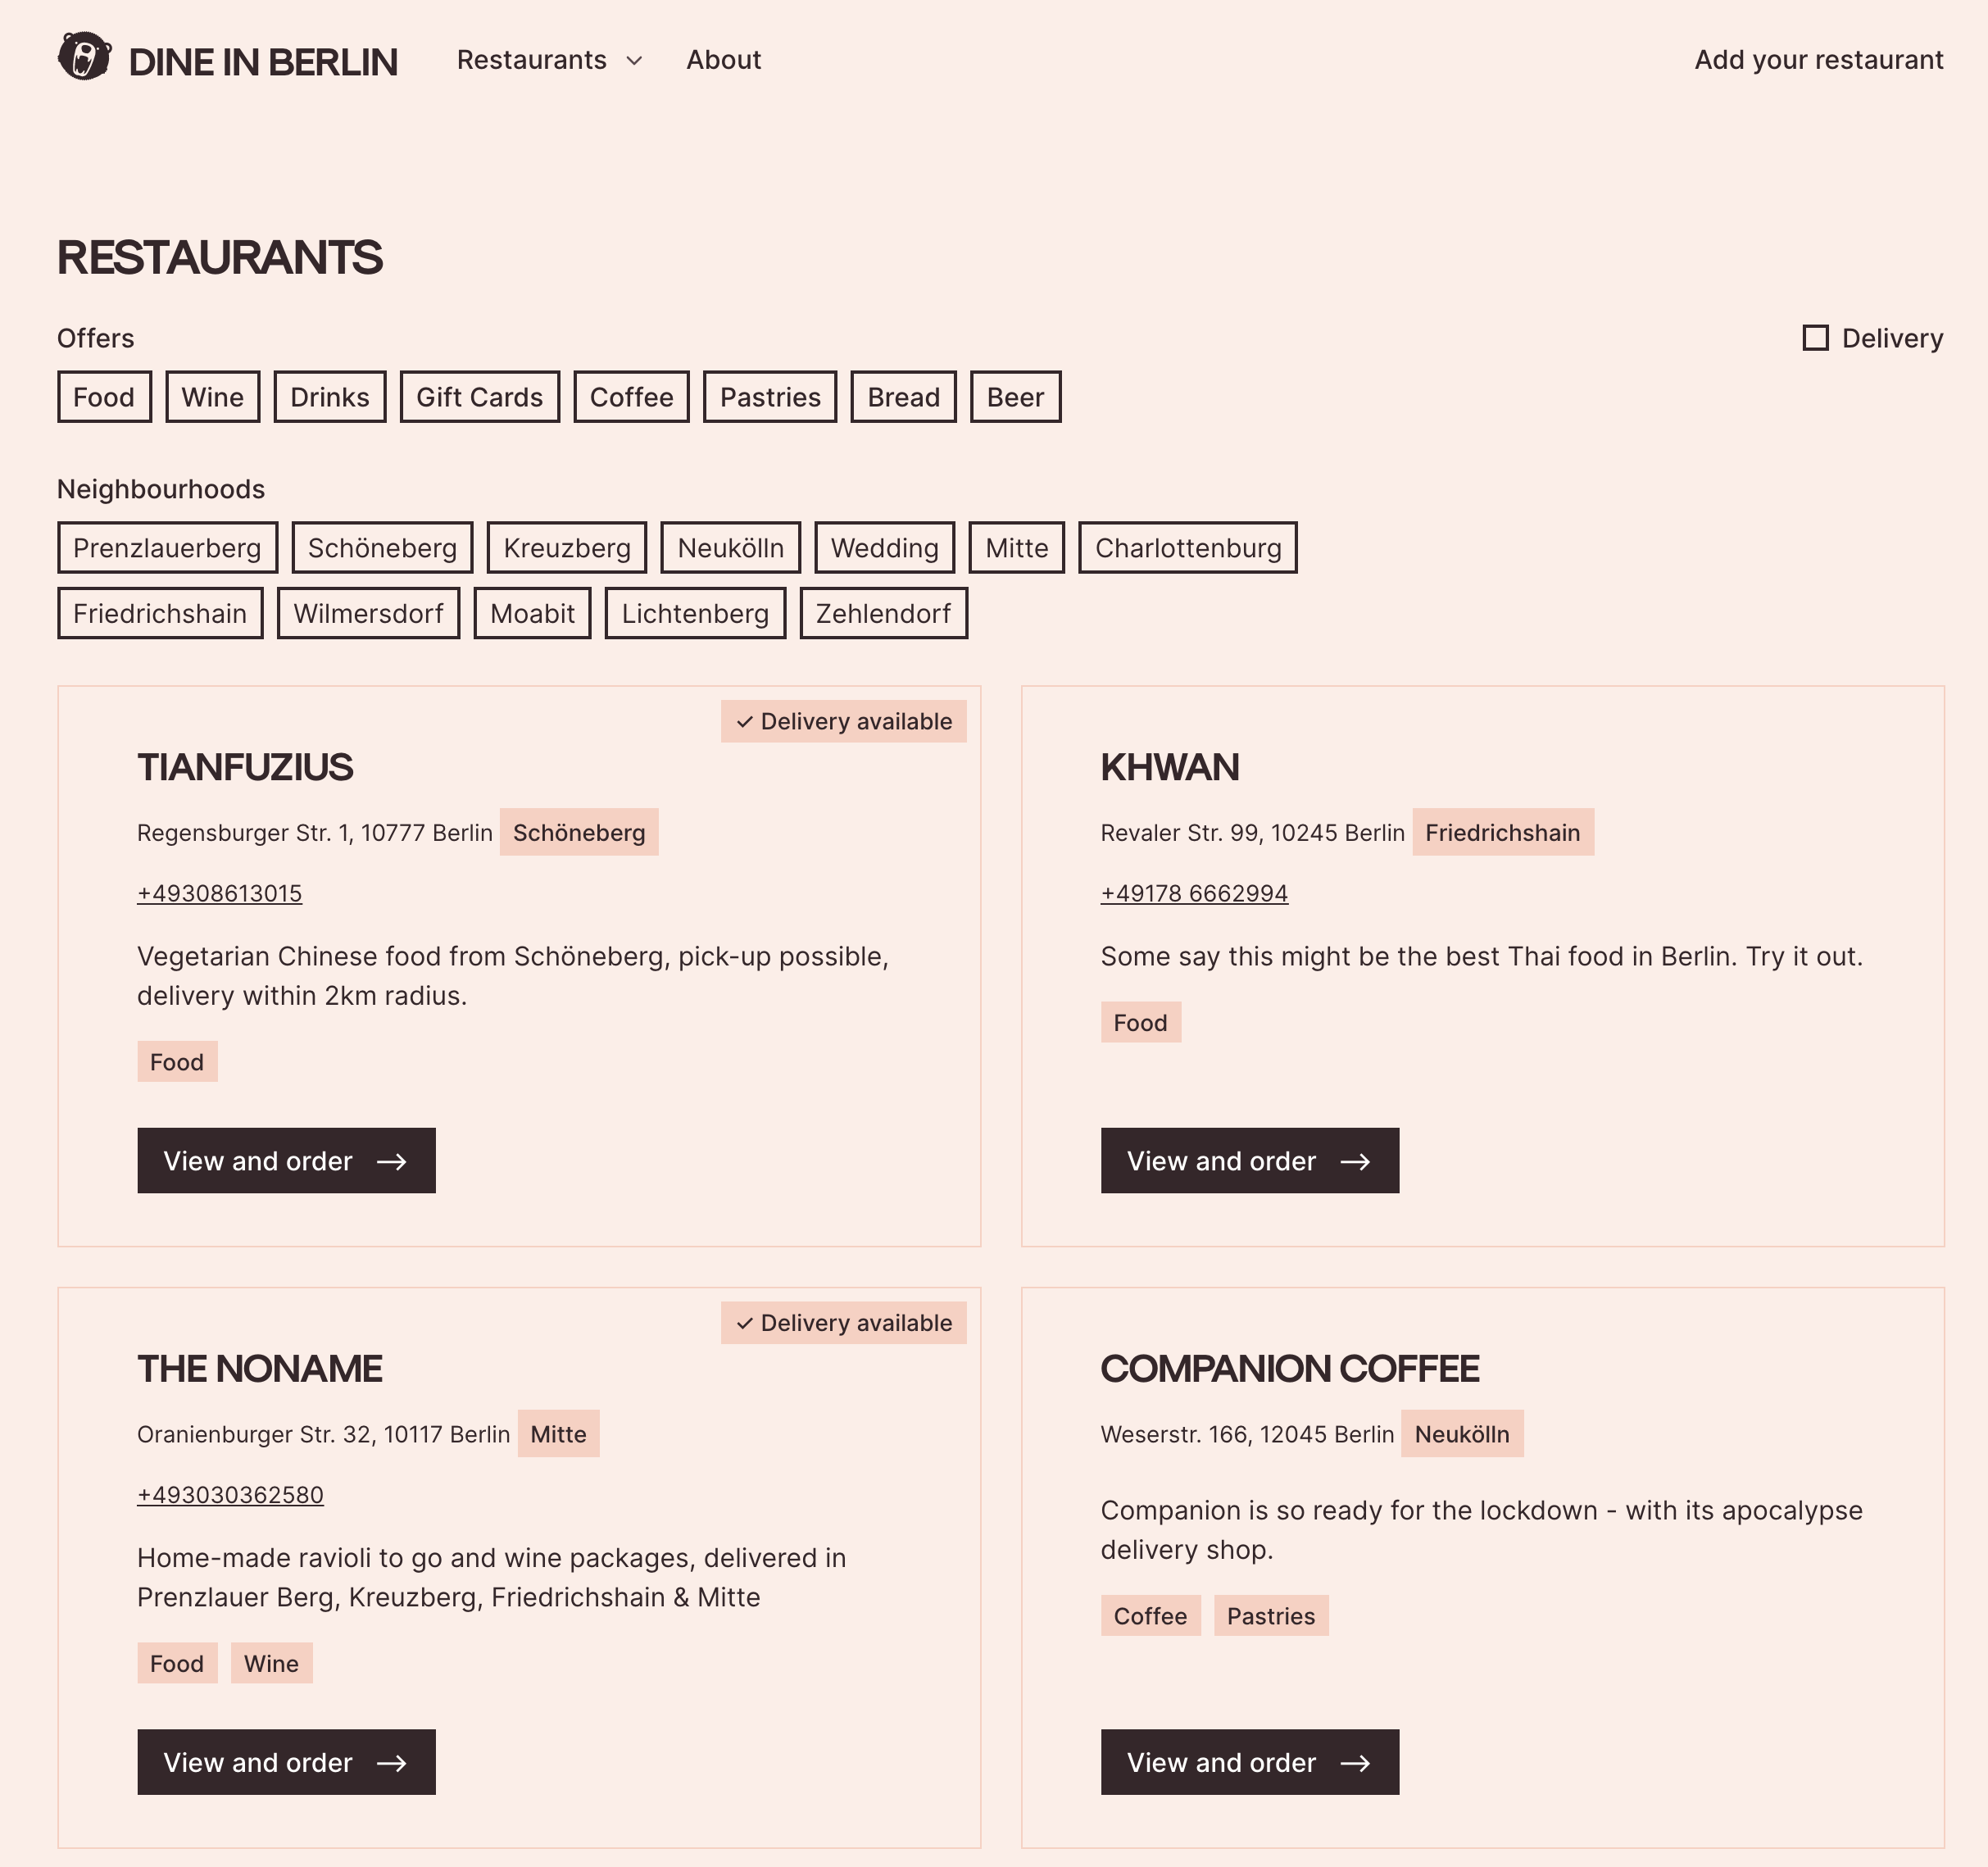 DINE IN BERLIN
Restaurants
About
Add your restaurant
RESTAURANTS
Offers
Delivery
Food
Wine
Drinks
Gift Cards
Coffee
Pastries
Bread
Beer
Neighbourhoods
Prenzlauerberg
Schöneberg
Kreuzberg
Neukölln
Wedding
Mitte
Charlottenburg
Friedrichshain
Wilmersdorf
Moabit
Lichtenberg
Zehlendorf
Delivery available
TIANFUZIUS
Regensburger Str. 1, 10777 Berlin Schöneberg
+49308613015
Vegetarian Chinese food from Schöneberg, pick-up possible,
delivery within 2km radius.
Food
View and order
KHWAN
Revaler Str. 99, 10245 Berlin Friedrichshain
+49178 6662994
Some say this might be the best Thai food in Berlin. Try it out.
Food
View and order
Delivery available
THE NONAME
Oranienburger Str. 32, 10117 Berlin Mitte
+493030362580
Home-made ravioli to go and wine packages, delivered in
Prenzlauer Berg, Kreuzberg, Friedrichshain & Mitte
Food
Wine
View and order
COMPANION COFFEE
Weserstr. 166, 12045 Berlin Neukölln
Companion is so ready for the lockdown - with its apocalypse
delivery shop.
Coffee
Pastries
View and order